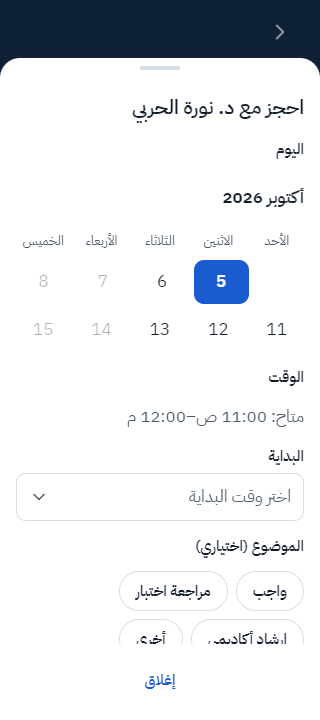 احجز مع د. نورة الحربي
اليوم
أكتوبر 2026
الأحد الاثنين الثلاثاء الأربعاء الخميس
5 6 7 8
11 12 13 14 15
الوقت
متاح: 11:00 ص–12:00 م
البداية
اختر وقت البداية
الموضوع (اختياري)
واجب مراجعة اختبار
إرشاد أكاديمي أخرى
إغلاق